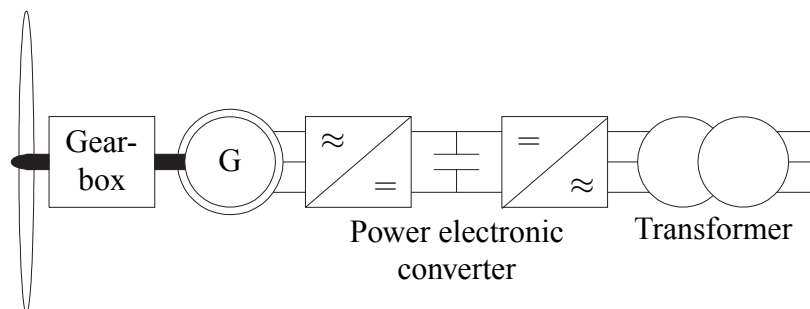 Gear-
box
G
≈
=
=
≈
Power electronic
converter
Transformer